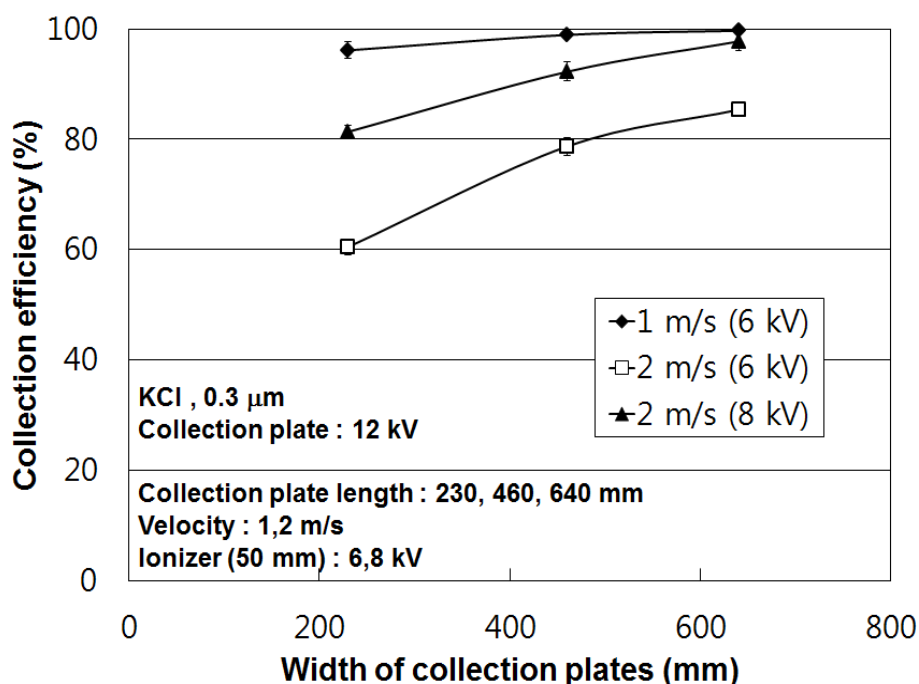 100
80
60
40
20
0
Collection efficiency (%)
1 m/s (6 kV)
2 m/s (6 kV)
2 m/s (8 kV)
KCl , 0.3 μm
Collection plate : 12 kV
Collection plate length : 230, 460, 640 mm
Velocity : 1,2 m/s
Ionizer (50 mm) : 6,8 kV
0 200 400 600 800
Width of collection plates (mm)